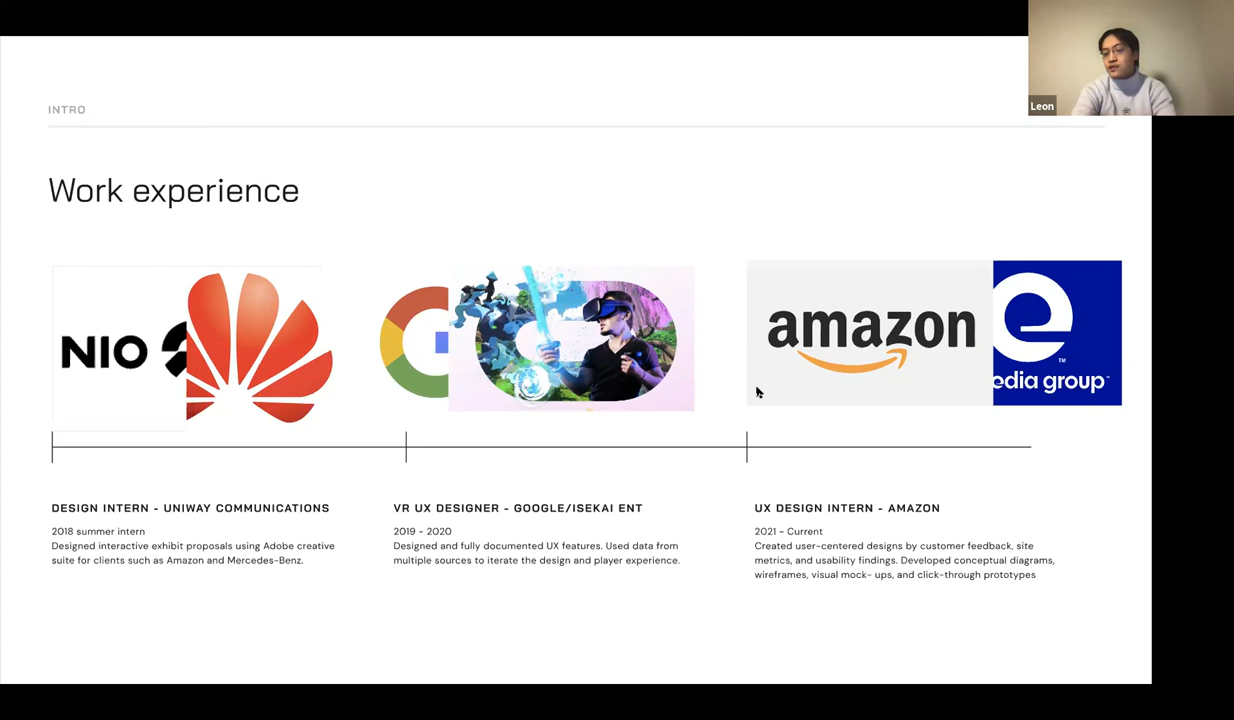 Leon
INTRO
Work experience
NIO
amazon
edia group™
DESIGN INTERN - UNIWAY COMMUNICATIONS
2018 summer intern
Designed interactive exhibit proposals using Adobe creative
suite for clients such as Amazon and Mercedes-Benz.
VR UX DESIGNER - GOOGLE/ISEKAI ENT
2019 - 2020
Designed and fully documented UX features. Used data from
multiple sources to iterate the design and player experience.
UX DESIGN INTERN - AMAZON
2021 - Current
Created user-centered designs by customer feedback, site
metrics, and usability findings. Developed conceptual diagrams,
wireframes, visual mock- ups, and click-through prototypes